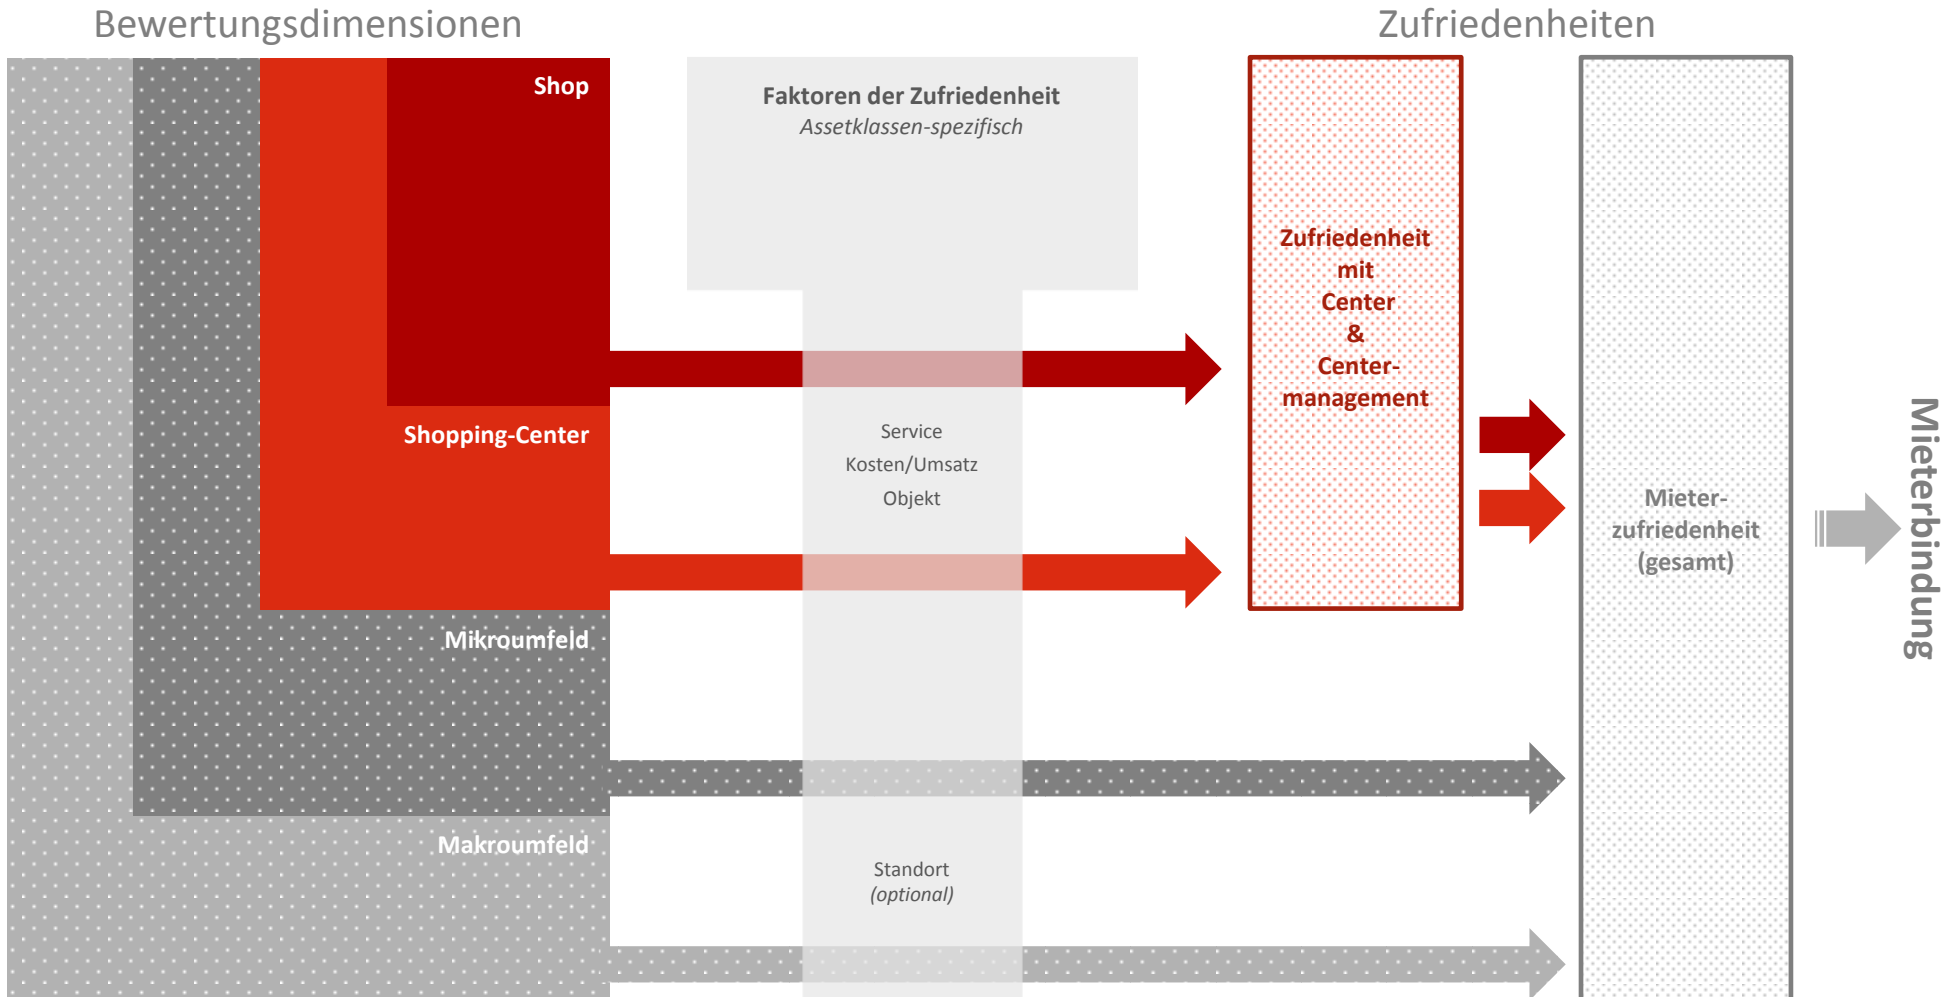 Bewertungsdimensionen
Zufriedenheiten
Shop
Shopping-Center
Mikroumfeld
Makroumfeld
Faktoren der Zufriedenheit
Assetklassen-spezifisch
Service
Kosten/Umsatz
Objekt
Standort
(optional)
Zufriedenheit
mit
Center
&
Center-
management
Mieter-
zufriedenheit
(gesamt)
Mieterbindung